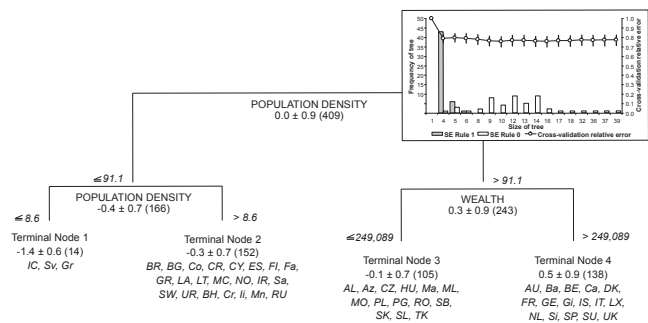 50
45
40
35
30
25
20
15
10
5
0
Frequency of tree
1.0
0.9
0.8
0.7
0.6
0.5
0.4
0.3
0.2
0.1
0.0
Cross-validation relative error
1 4 5 6 8 9 10 12 13 14 16 17 18 32 36 37 39
Size of tree
SE Rule 1 SE Rule 0 Cross-validation relative error
POPULATION DENSITY
0.0 ± 0.9 (409)
≤91.1
> 91.1
POPULATION DENSITY
-0.4 ± 0.7 (166)
WEALTH
0.3 ± 0.9 (243)
≤8.6
> 8.6
≤249,089
> 249,089
Terminal Node 1
-1.4 ± 0.6 (14)
IC, Sv, Gr
Terminal Node 2
-0.3 ± 0.7 (152)
BR, BG, Co, CR, CY, ES, FI, Fa,
GR, LA, LT, MC, NO, IR, Sa,
SW, UR, BH, Cr, Ii, Mn, RU
Terminal Node 3
-0.1 ± 0.7 (105)
AL, Az, CZ, HU, Ma, ML,
MO, PL, PG, RO, SB,
SK, SL, TK
Terminal Node 4
0.5 ± 0.9 (138)
AU, Ba, BE, Ca, DK,
FR, GE, Gi, IS, IT, LX,
NL, Si, SP, SU, UK